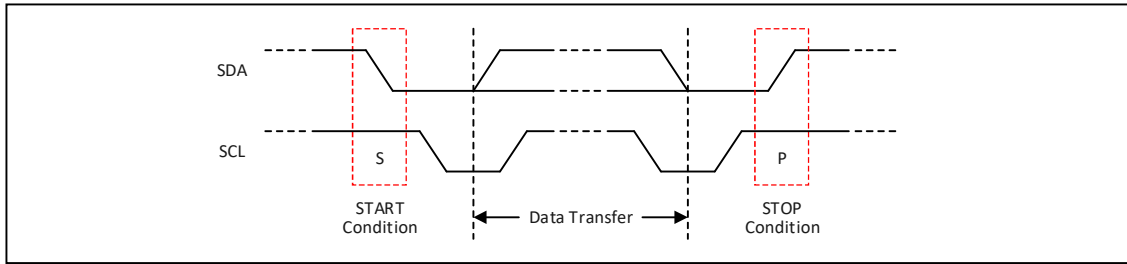 SDA
SCL
S
P
START
Condition
Data Transfer
STOP
Condition